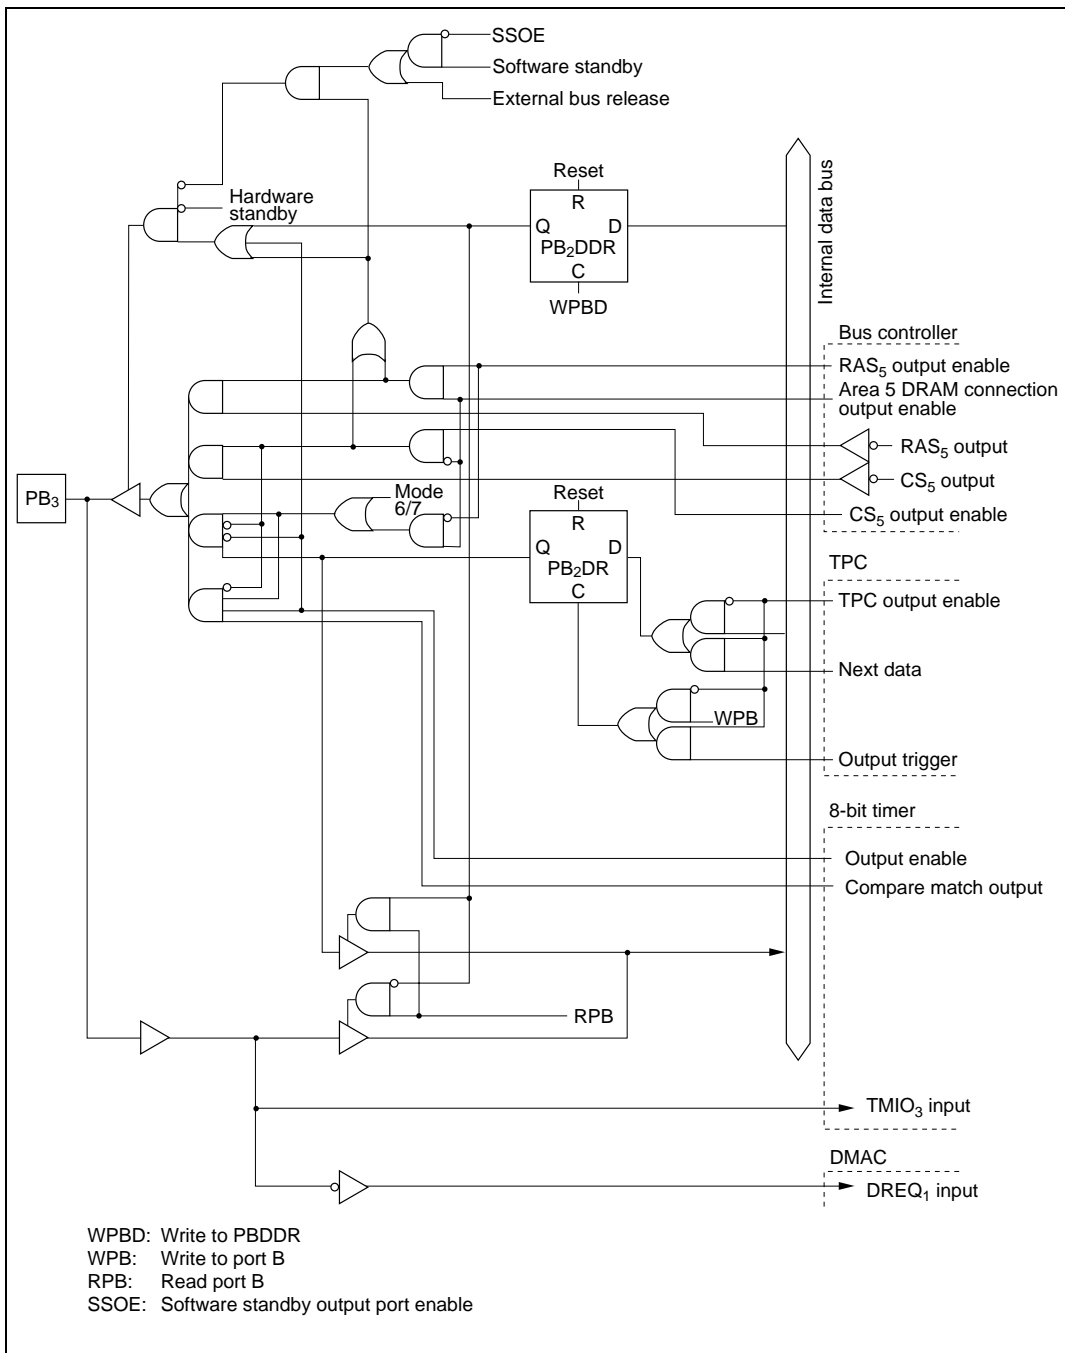 SSOE
Software standby
External bus release
Hardware
standby
Reset
R
Q D
PB2DDR
C
WPBD
Internal data bus
Bus controller
RAS5 output enable
Area 5 DRAM connection
output enable
RAS5 output
CS5 output
CS5 output enable
PB3
Mode
6/7
Reset
R
Q D
PB2DR
C
TPC
TPC output enable
Next data
WPB
Output trigger
8-bit timer
Output enable
Compare match output
RPB
TMIO3 input
DMAC
DREQ1 input
WPBD: Write to PBDDR
WPB: Write to port B
RPB: Read port B
SSOE: Software standby output port enable